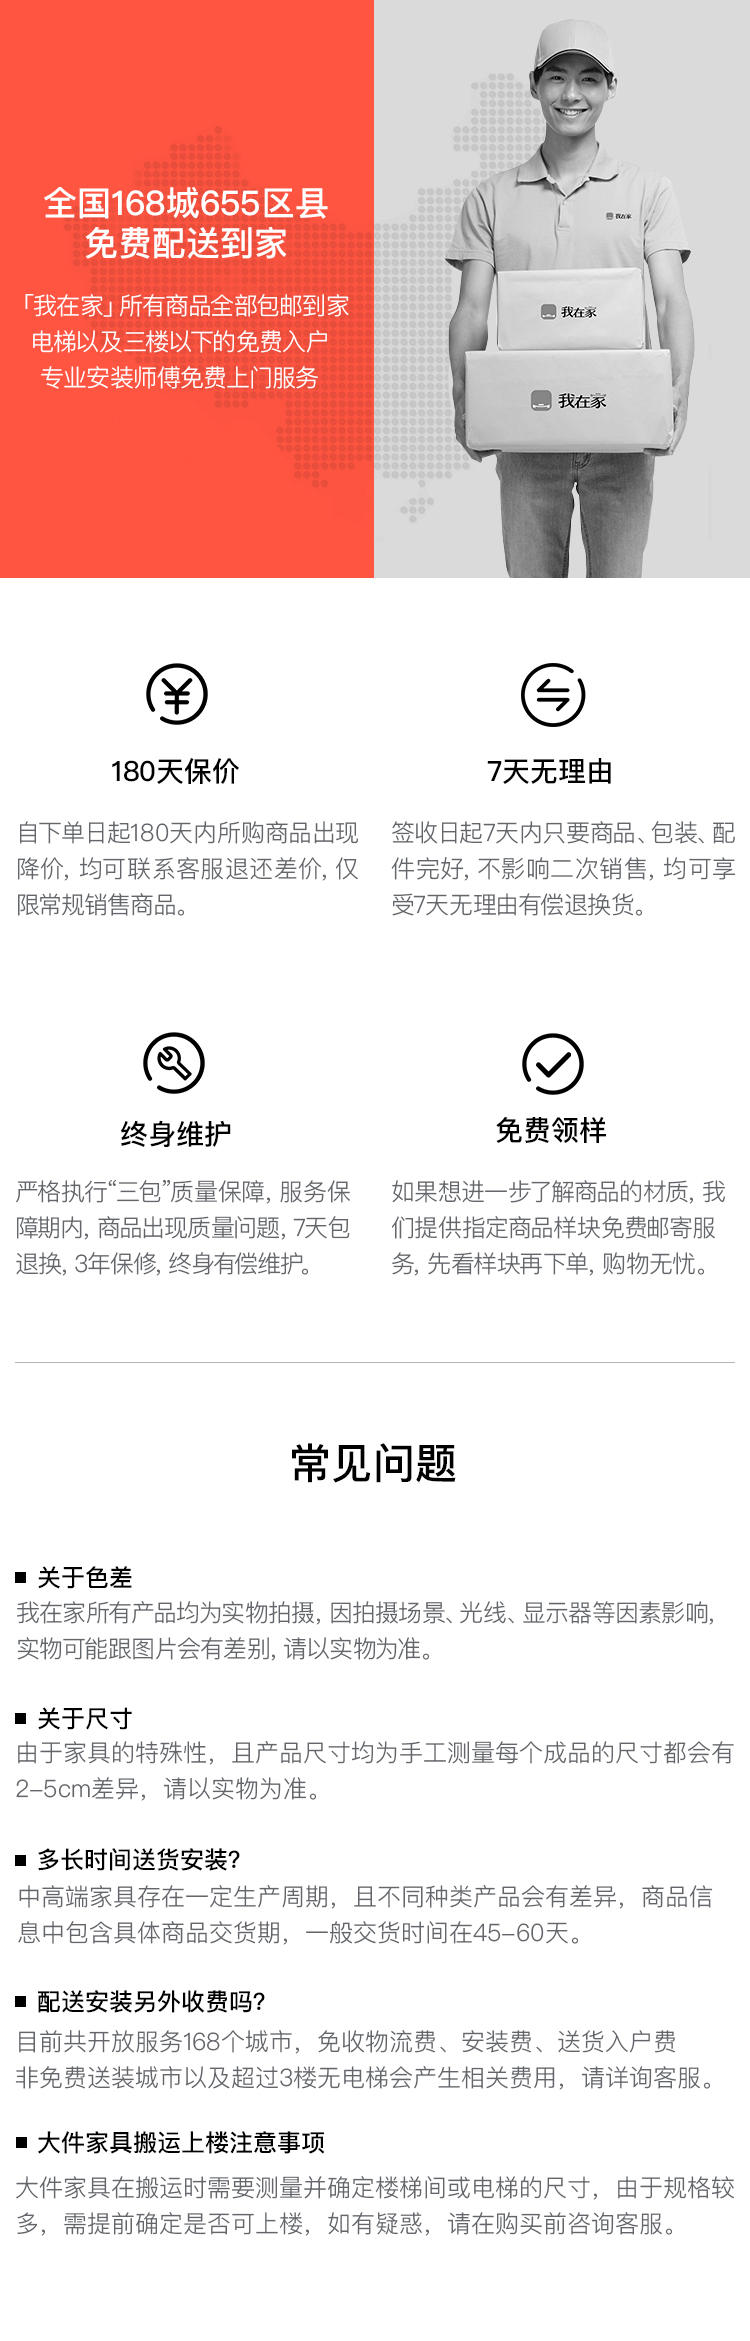 全国168城655区县
免费配送到家
「我在家」所有商品全部包邮到家
电梯以及三楼以下的免费入户
专业安装师傅免费上门服务
我在家
我在家
我在家
180天保价
自下单日起180天内所购商品出现
降价, 均可联系客服退还差价, 仅
限常规销售商品。
7天无理由
签收日起7天内只要商品、包装、配
件完好, 不影响二次销售, 均可享
受7天无理由有偿退换货。
终身维护
严格执行“三包”质量保障, 服务保
障期内, 商品出现质量问题, 7天包
退换, 3年保修, 终身有偿维护。
免费领样
如果想进一步了解商品的材质, 我
们提供指定商品样块免费邮寄服
务, 先看样块再下单, 购物无忧。
常见问题
■ 关于色差
我在家所有产品均为实物拍摄, 因拍摄场景、光线、显示器等因素影响,
实物可能跟图片会有差别, 请以实物为准。
■ 关于尺寸
由于家具的特殊性，且产品尺寸均为手工测量每个成品的尺寸都会有
2-5cm差异，请以实物为准。
■ 多长时间送货安装?
中高端家具存在一定生产周期，且不同种类产品会有差异，商品信
息中包含具体商品交货期，一般交货时间在45-60天。
■ 配送安装另外收费吗?
目前共开放服务168个城市，免收物流费、安装费、送货入户费
非免费送装城市以及超过3楼无电梯会产生相关费用，请详询客服。
■ 大件家具搬运上楼注意事项
大件家具在搬运时需要测量并确定楼梯间或电梯的尺寸，由于规格较
多，需提前确定是否可上楼，如有疑惑，请在购买前咨询客服。